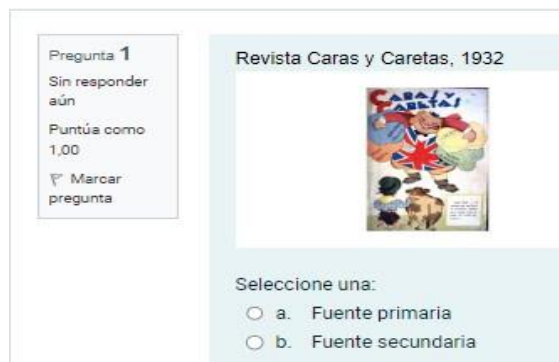 Pregunta 1
Sin responder
aún
Puntúa como
1,00
Marcar
pregunta
Revista Caras y Caretas, 1932
CARAS Y
CARETAS
Seleccione una:
a. Fuente primaria
b. Fuente secundaria